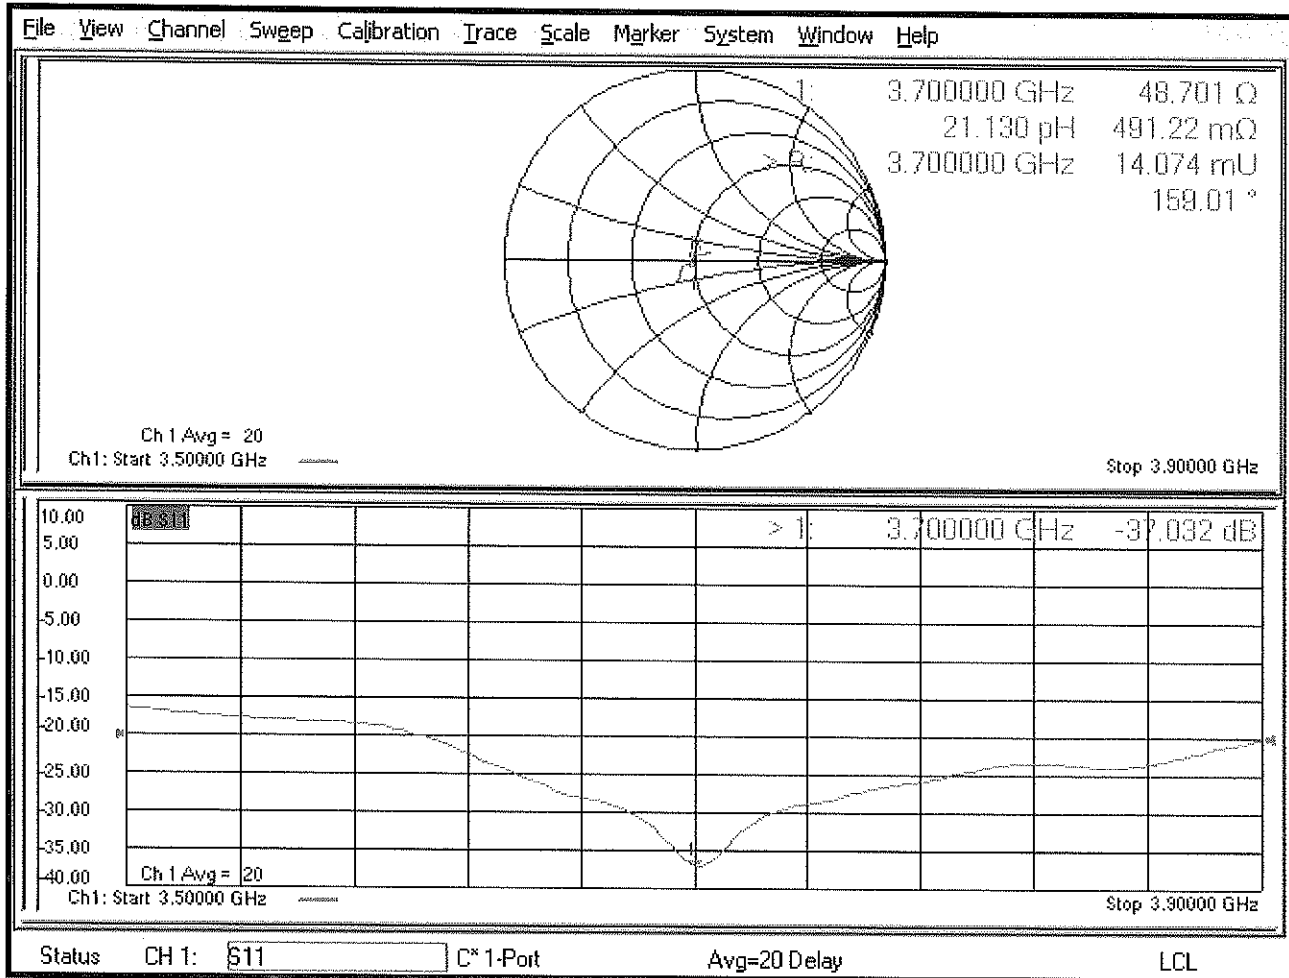 File View Channel Sweep Calibration Trace Scale Marker System Window Help
1: 3.700000 GHz 48.701 Ω
21.130 pH 491.22 mΩ
3.700000 GHz 14.074 mU
159.01 °
Ch 1 Avg = 20
Ch1: Start 3.50000 GHz
Stop 3.90000 GHz
10.00
dB S11
> 1: 3.700000 GHz -37.032 dB
5.00
0.00
-5.00
-10.00
-15.00
-20.00
-25.00
-30.00
-35.00
1
-40.00
Ch 1 Avg = 20
Ch1: Start 3.50000 GHz
Stop 3.90000 GHz
Status CH 1: S11 C* 1-Port Avg=20 Delay LCL